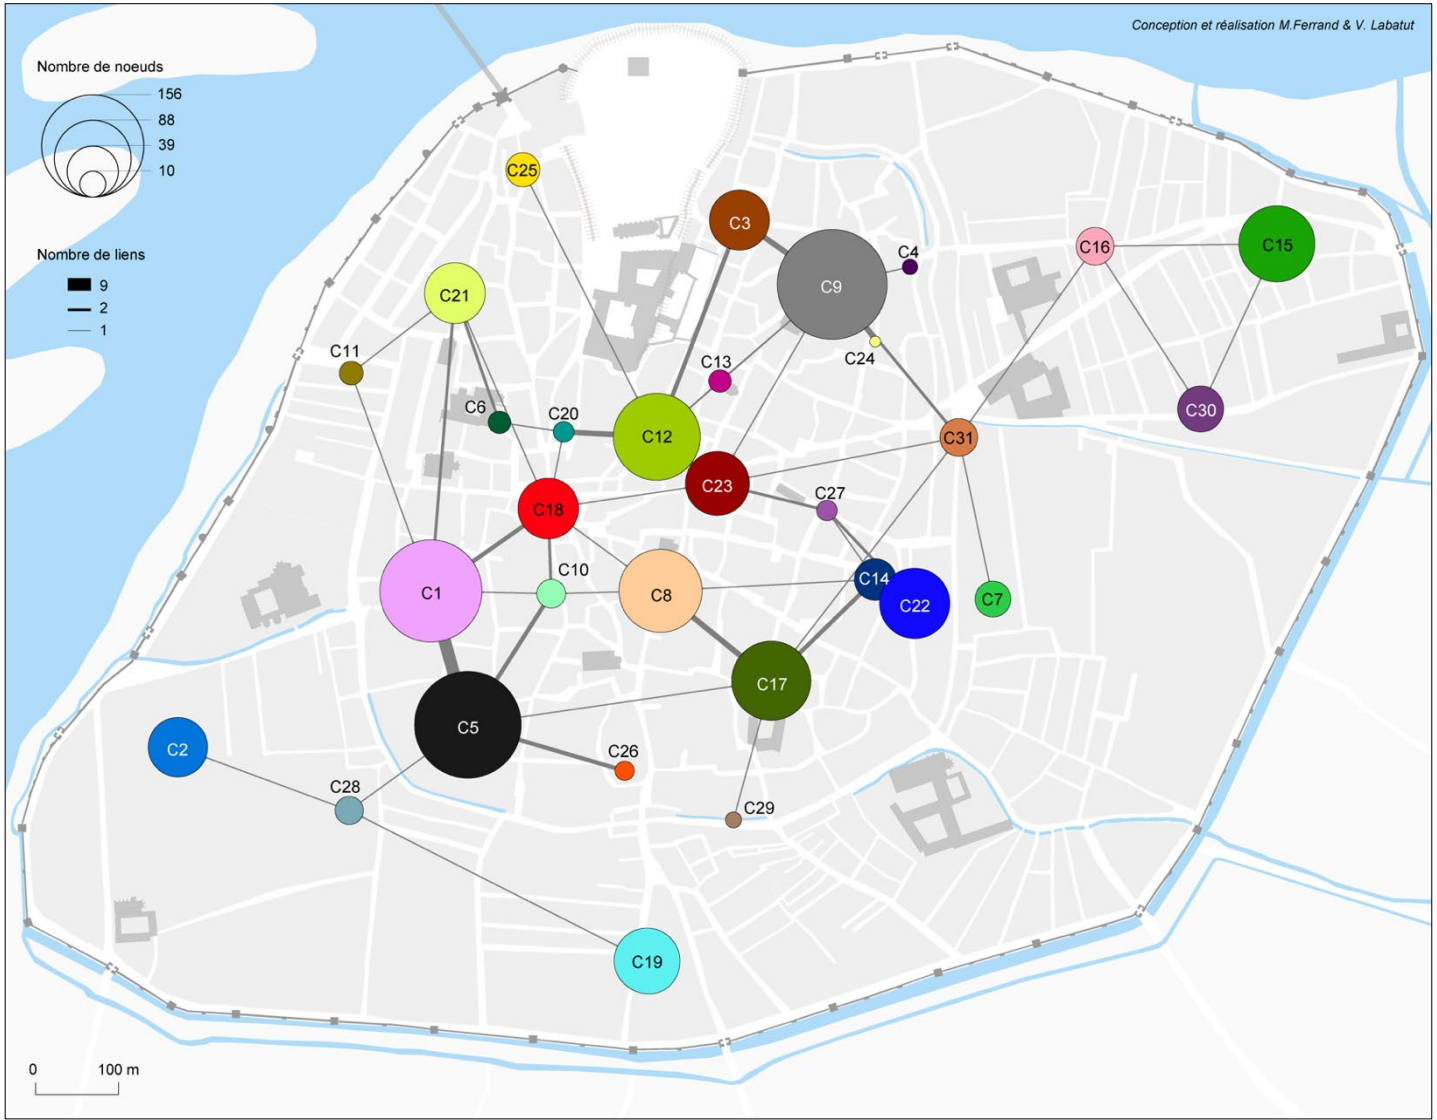 Conception et réalisation M.Ferrand & V. Labatut
Nombre de noeuds
156
88
39
10
Nombre de liens
9
2
1
C25
C3
C4
C16
C15
C9
C21
C11
C13
C24
C6
C20
C12
C31
C30
C23
C27
C18
C10
C1
C8
C14
C22
C7
C17
C5
C2
C26
C28
C29
C19
0 100 m